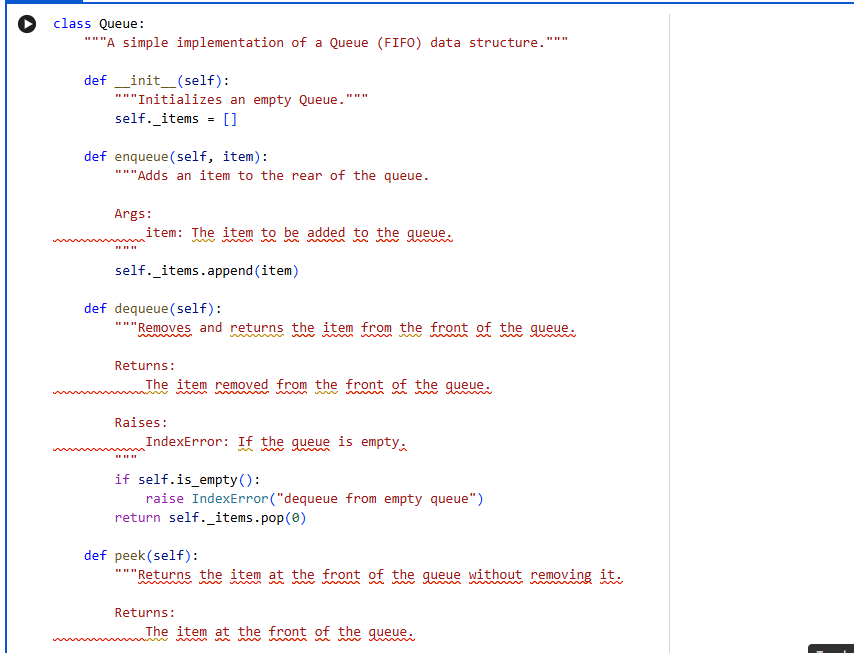 class Queue:
"""A simple implementation of a Queue (FIFO) data structure."""
def __init__(self):
"""Initializes an empty Queue."""
self._items = []
def enqueue(self, item):
"""Adds an item to the rear of the queue.
Args:
item: The item to be added to the queue.
"""
self._items.append(item)
def dequeue(self):
"""Removes and returns the item from the front of the queue.
Returns:
The item removed from the front of the queue.
Raises:
IndexError: If the queue is empty.
"""
if self.is_empty():
raise IndexError("dequeue from empty queue")
return self._items.pop(0)
def peek(self):
"""Returns the item at the front of the queue without removing it.
Returns:
The item at the front of the queue.